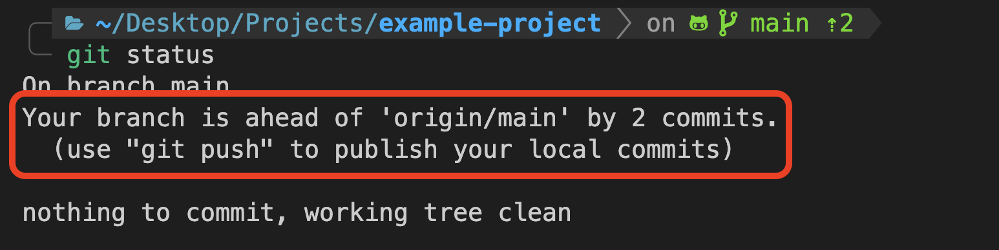 ~/Desktop/Projects/example-project on main ⇡2
git status
On branch main
Your branch is ahead of 'origin/main' by 2 commits.
(use "git push" to publish your local commits)
nothing to commit, working tree clean